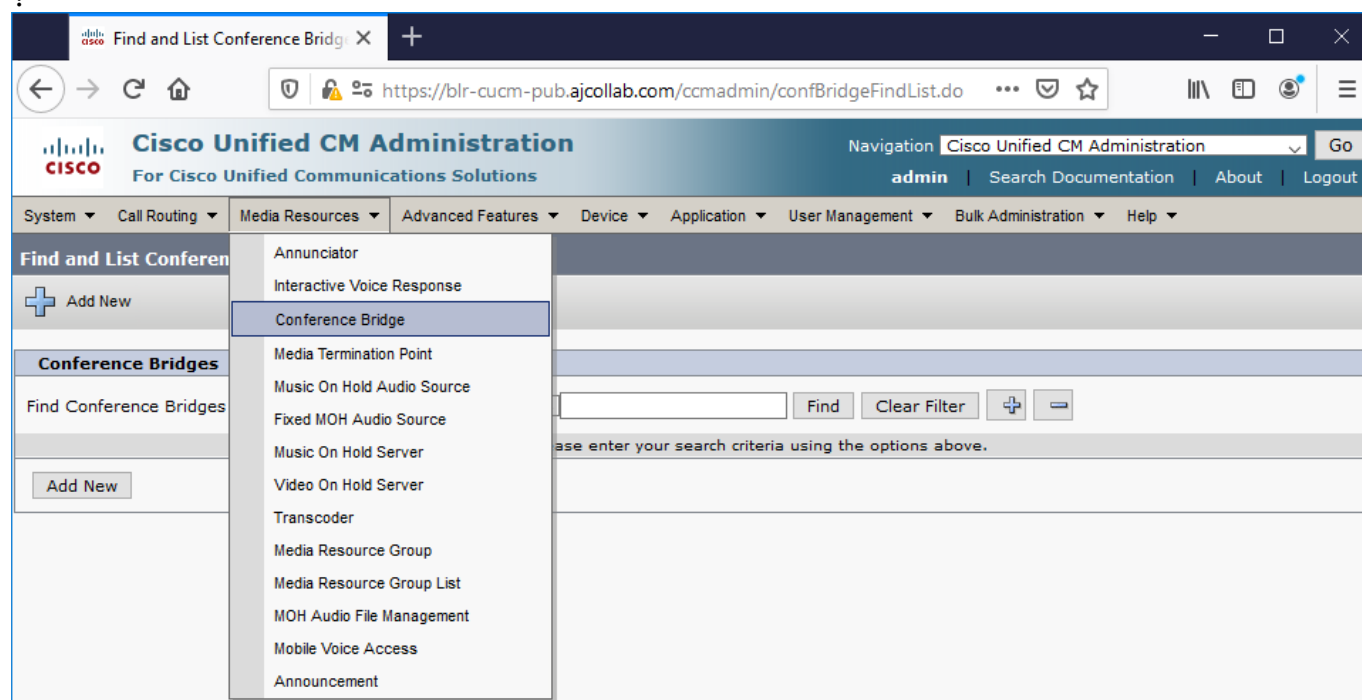 Find and List Conference Bridg
https://blr-cucm-pub.ajcollab.com/ccmadmin/confBridgeFindList.do
CISCO
Cisco Unified CM Administration
For Cisco Unified Communications Solutions
Navigation Cisco Unified CM Administration Go
admin | Search Documentation | About | Logout
System Call Routing Media Resources Advanced Features Device Application User Management Bulk Administration Help
Find and List Conferen
Add New
Conference Bridges
Find Conference Bridges
Find Clear Filter
ase enter your search criteria using the options above.
Add New
Annunciator
Interactive Voice Response
Conference Bridge
Media Termination Point
Music On Hold Audio Source
Fixed MOH Audio Source
Music On Hold Server
Video On Hold Server
Transcoder
Media Resource Group
Media Resource Group List
MOH Audio File Management
Mobile Voice Access
Announcement